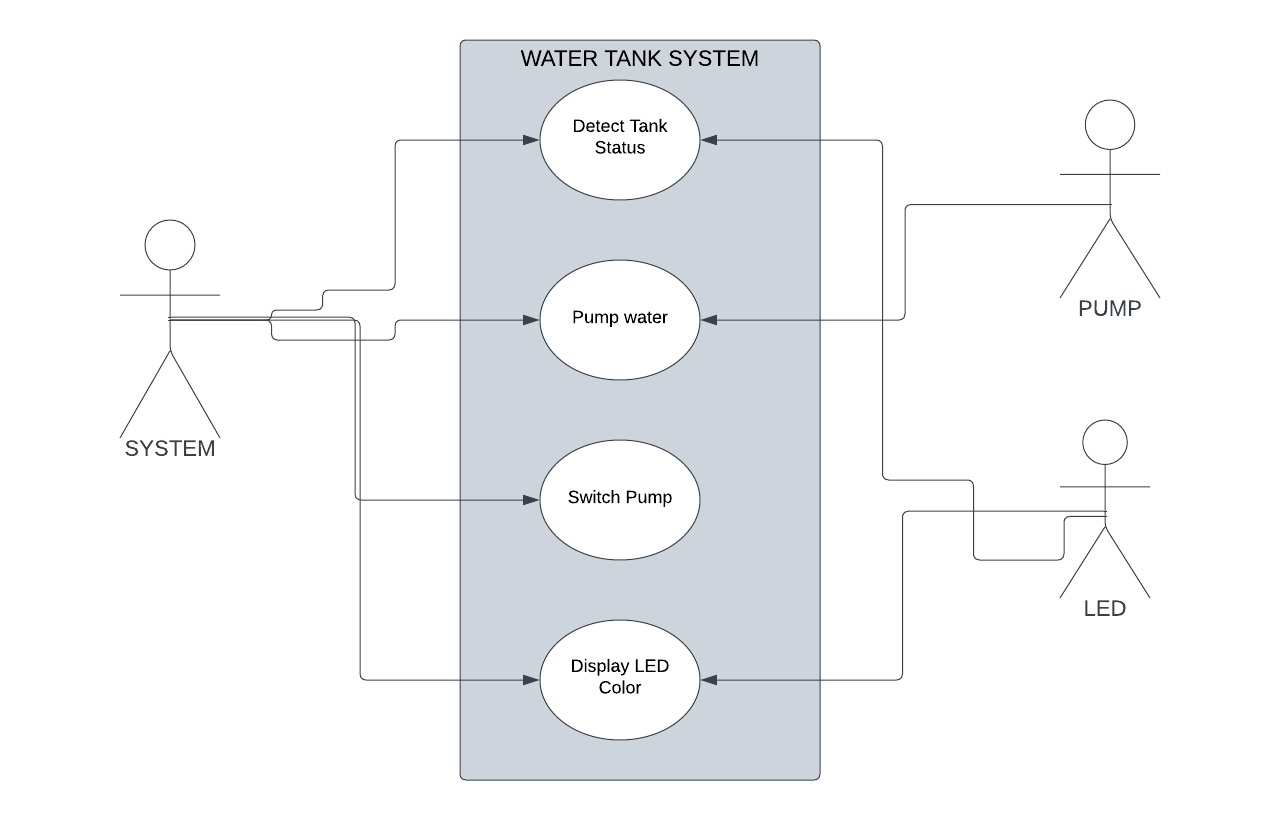 WATER TANK SYSTEM
Detect Tank
Status
Pump water
Switch Pump
Display LED
Color
SYSTEM
PUMP
LED